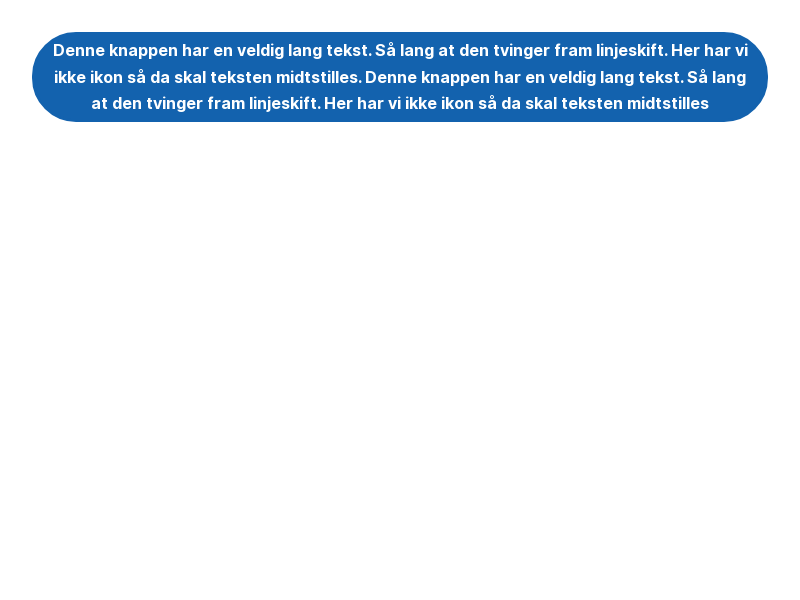 Denne knappen har en veldig lang tekst. Så lang at den tvinger fram linjeskift. Her har vi
ikke ikon så da skal teksten midtstilles. Denne knappen har en veldig lang tekst. Så lang
at den tvinger fram linjeskift. Her har vi ikke ikon så da skal teksten midtstilles